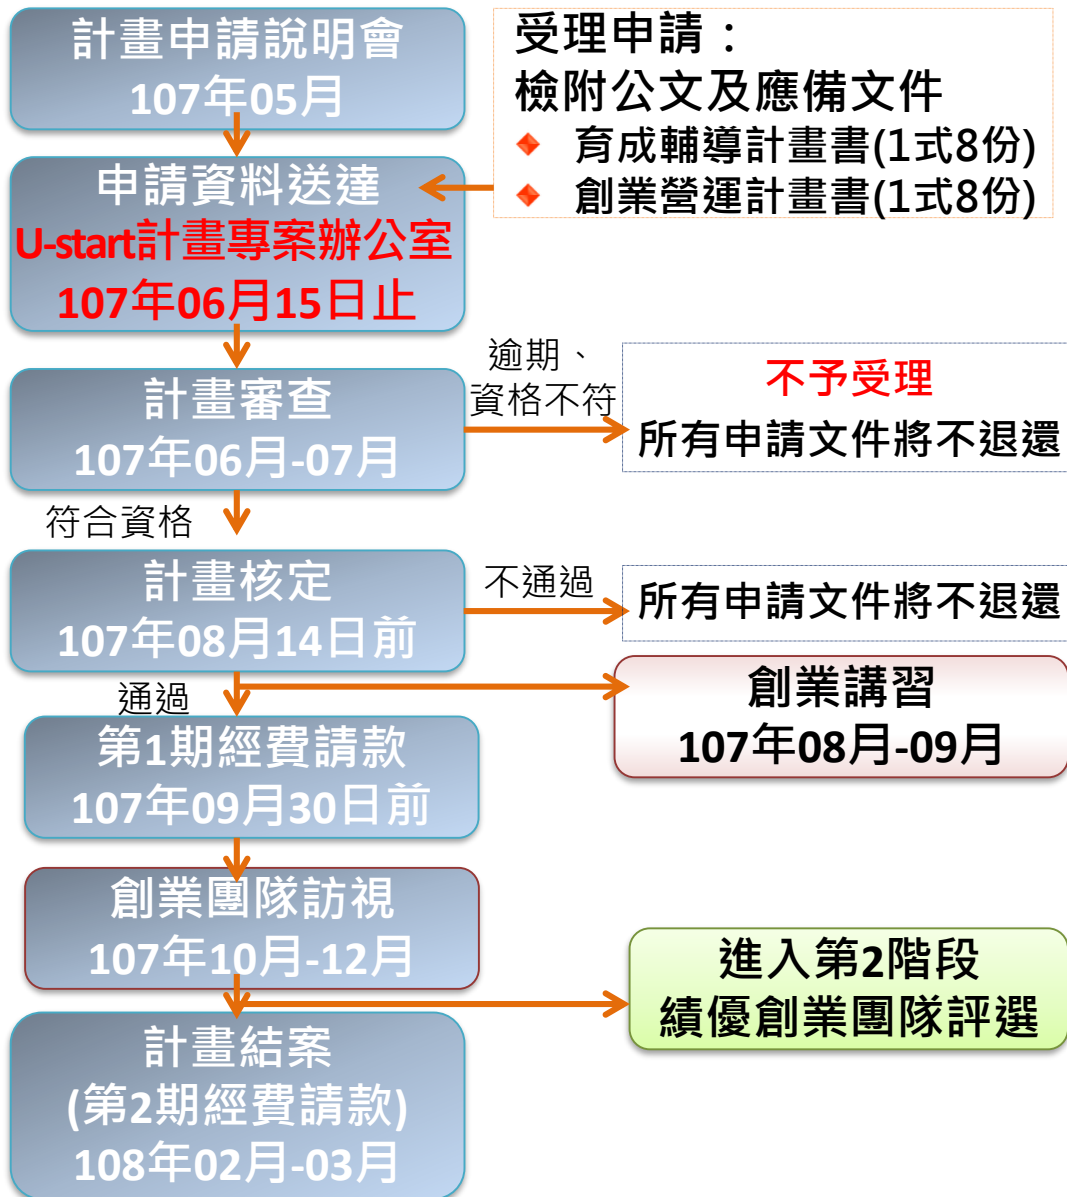 計畫申請說明會
107年05月
受理申請：
檢附公文及應備文件
育成輔導計畫書(1式8份)
創業營運計畫書(1式8份)
申請資料送達
U-start計畫專案辦公室
107年06月15日止
計畫審查
107年06月-07月
逾期、
資格不符
不予受理
所有申請文件將不退還
符合資格
計畫核定
107年08月14日前
不通過
所有申請文件將不退還
通過
創業講習
107年08月-09月
第1期經費請款
107年09月30日前
創業團隊訪視
107年10月-12月
進入第2階段
績優創業團隊評選
計畫結案
(第2期經費請款)
108年02月-03月